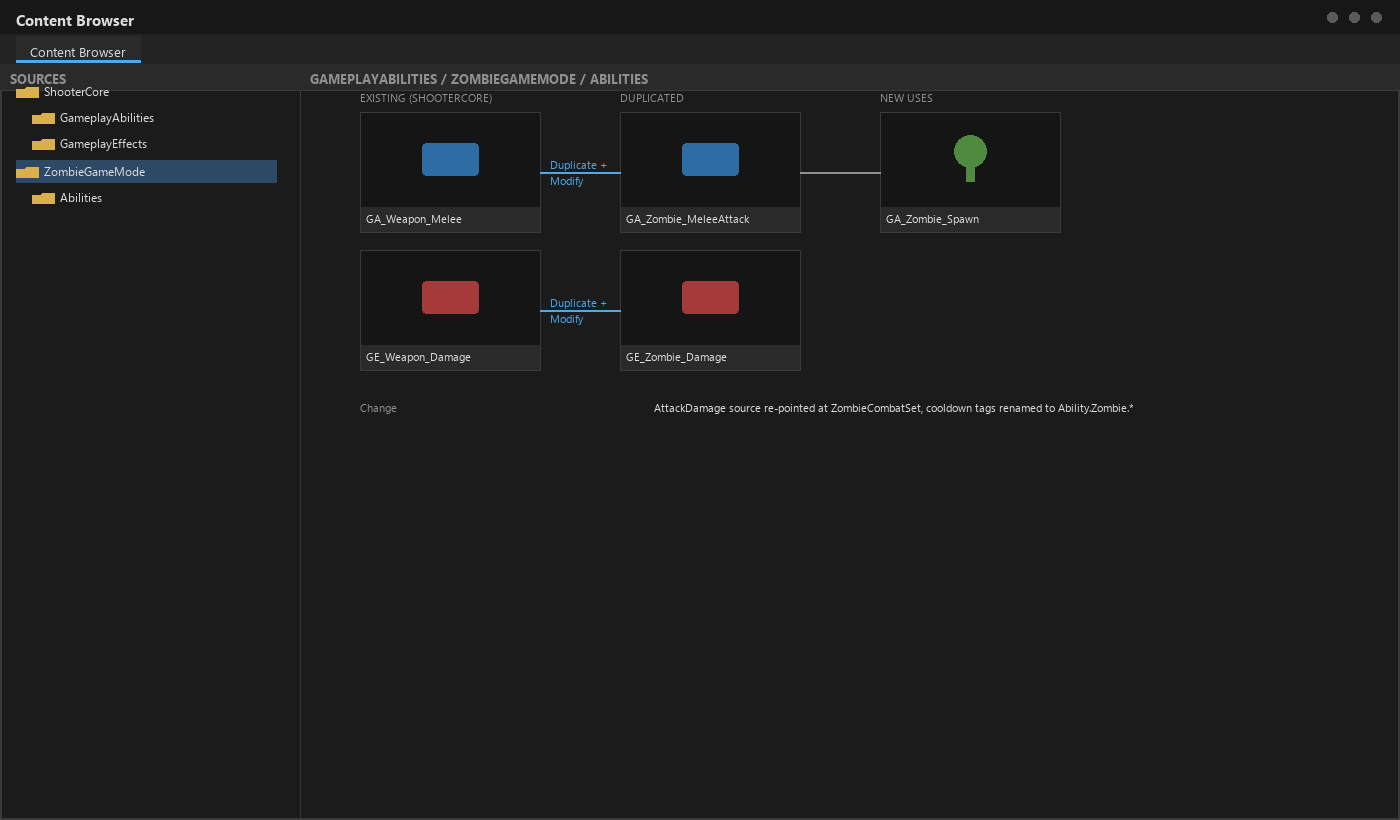 Content Browser
Content Browser
SOURCES
ShooterCore
GameplayAbilities
GameplayEffects
ZombieGameMode
Abilities
GAMEPLAYABILITIES / ZOMBIEGAMEMODE / ABILITIES
EXISTING (SHOOTERCORE)
DUPLICATED
NEW USES
Duplicate +
Modify
GA_Weapon_Melee
GA_Zombie_MeleeAttack
GA_Zombie_Spawn
Duplicate +
Modify
GE_Weapon_Damage
GE_Zombie_Damage
Change
AttackDamage source re-pointed at ZombieCombatSet, cooldown tags renamed to Ability.Zombie.*